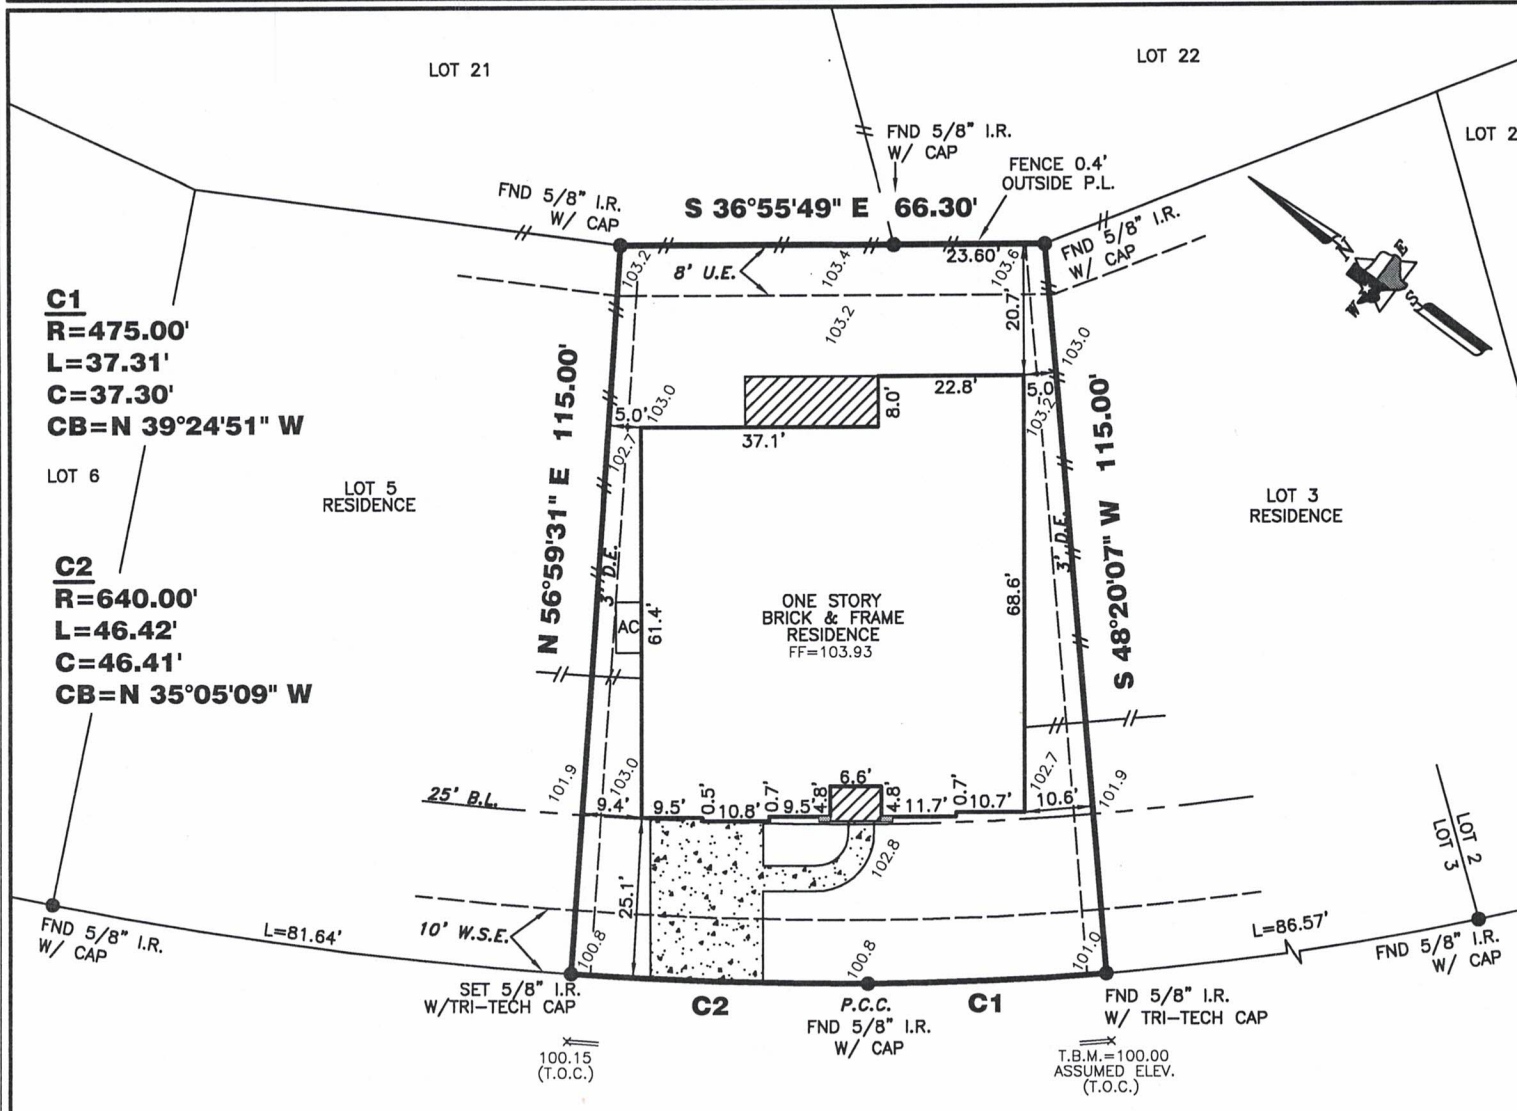 LOT 21
LOT 22
LOT 2
FND 5/8" I.R.
W/ CAP
FENCE 0.4'
OUTSIDE P.L.
FND 5/8" I.R.
W/ CAP
S 36°55'49" E 66.30'
FND 5/8" I.R.
W/ CAP
23.60'
8' U.E.
103.2
103.4
103.6
103.2
20.7'
N
E
S
W
C1
R=475.00'
L=37.31'
C=37.30'
CB=N 39°24'51" W
LOT 6
LOT 5
RESIDENCE
N 56°59'31" E 115.00'
5.0'
103.0
102.7
37.1'
8.0'
22.8'
5.0'
103.0
103.2
S 48°20'07" W 115.00'
LOT 3
RESIDENCE
C2
R=640.00'
L=46.42'
C=46.41'
CB=N 35°05'09" W
3' D.E.
AC
61.4'
ONE STORY
BRICK & FRAME
RESIDENCE
FF=103.93
68.6'
3' D.E.
25' B.L.
101.9
103.0
9.4'
9.5'
0.5'
10.8'
0.7'
9.5'
4.8'
6.6'
4.8'
11.7'
0.7'
10.7'
102.7
10.6'
101.9
LOT 2
LOT 3
25.1'
102.8
10' W.S.E.
100.8
100.8
101.0
FND 5/8" I.R.
W/ CAP
L=81.64'
L=86.57'
FND 5/8" I.R.
W/ CAP
SET 5/8" I.R.
W/TRI-TECH CAP
C2
P.C.C.
FND 5/8" I.R.
W/ CAP
C1
FND 5/8" I.R.
W/ TRI-TECH CAP
100.15
(T.O.C.)
T.B.M.=100.00
ASSUMED ELEV.
(T.O.C.)